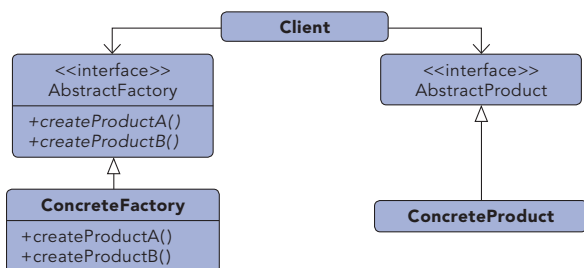 Client
<<interface>>
AbstractFactory
+createProductA()
+createProductB()
<<interface>>
AbstractProduct
ConcreteFactory
+createProductA()
+createProductB()
ConcreteProduct